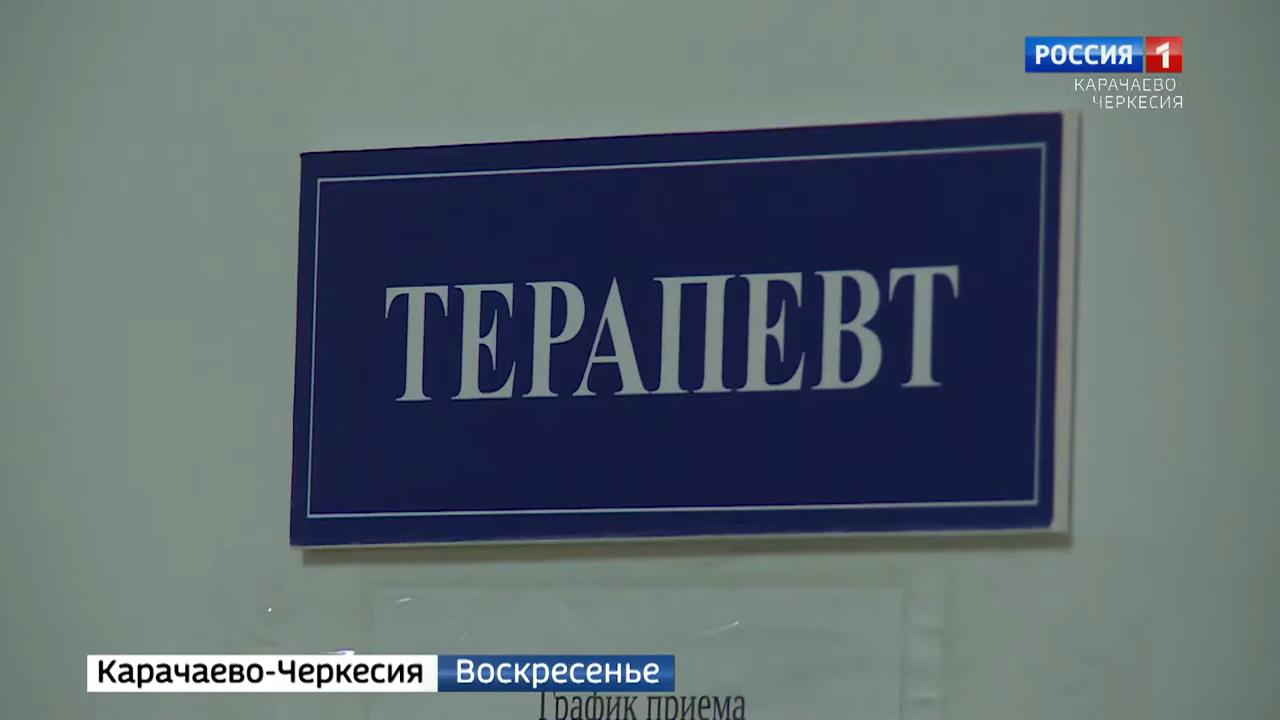 РОССИЯ 1
КАРАЧАЕВО-
ЧЕРКЕСИЯ
ТЕРАПЕВТ
Карачаево-Черкесия Воскресенье
График приема